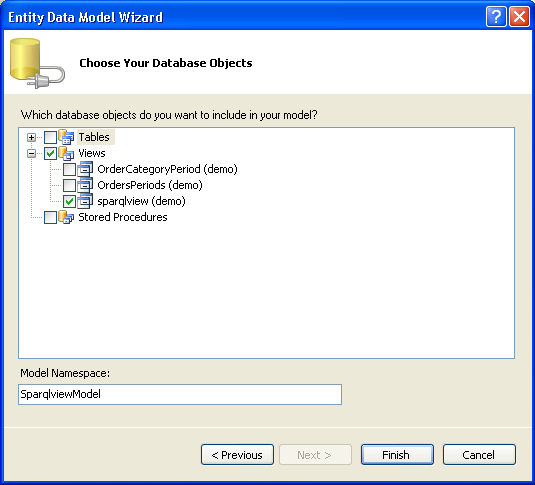 Entity Data Model Wizard
Choose Your Database Objects
Which database objects do you want to include in your model?
Tables
Views
OrderCategoryPeriod (demo)
OrdersPeriods (demo)
sparqlview (demo)
Stored Procedures
Model Namespace:
SparqlviewModel
< Previous
Next >
Finish
Cancel